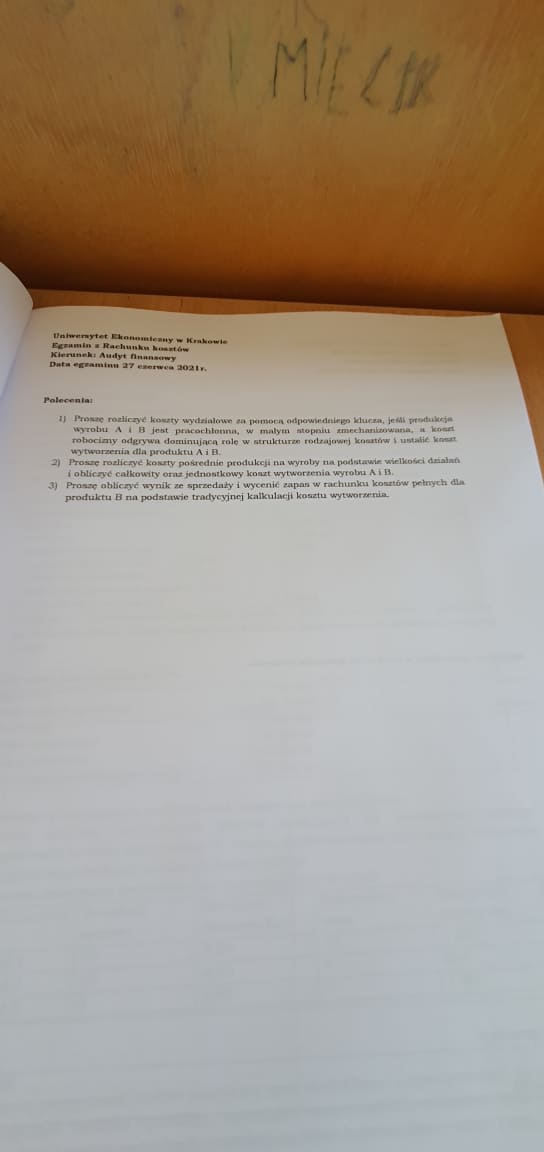 V MIECIK
Uniwersytet Ekonomiczny w Krakowie
Egzamin z Rachunku kosztów
Kierunek: Audyt finansowy
Data egzaminu 27 czerwca 2021r.
Polecenia:
1) Proszę rozliczyć koszty wydziałowe za pomocą odpowiedniego klucza, jeśli produkcja
wyrobu A i B jest pracochłonna, w małym stopniu zmechanizowana, a koszt
robocizny odgrywa dominującą rolę w strukturze rodzajowej kosztów i ustalić koszt
wytworzenia dla produktu A i B.
2) Proszę rozliczyć koszty pośrednie produkcji na wyroby na podstawie wielkości działań
i obliczyć całkowity oraz jednostkowy koszt wytworzenia wyrobu A i B.
3) Proszę obliczyć wynik ze sprzedaży i wycenić zapas w rachunku kosztów pełnych dla
produktu B na podstawie tradycyjnej kalkulacji kosztu wytworzenia.